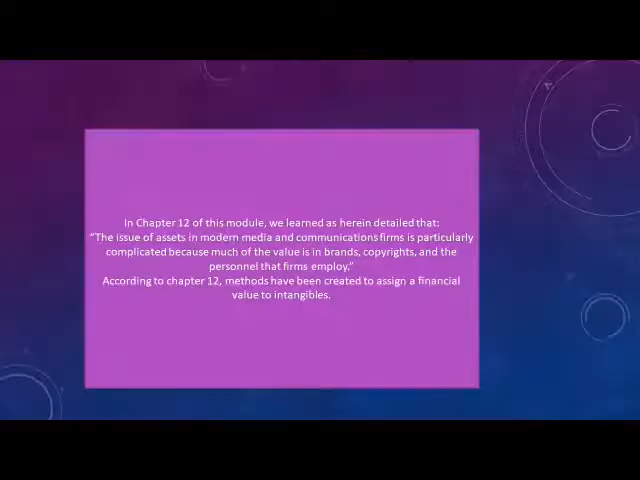 In Chapter 12 of this module, we learned as herein detailed that:
“The issue of assets in modern media and communications firms is particularly
complicated because much of the value is in brands, copyrights, and the
personnel that firms employ.”
According to chapter 12, methods have been created to assign a financial
value to intangibles.